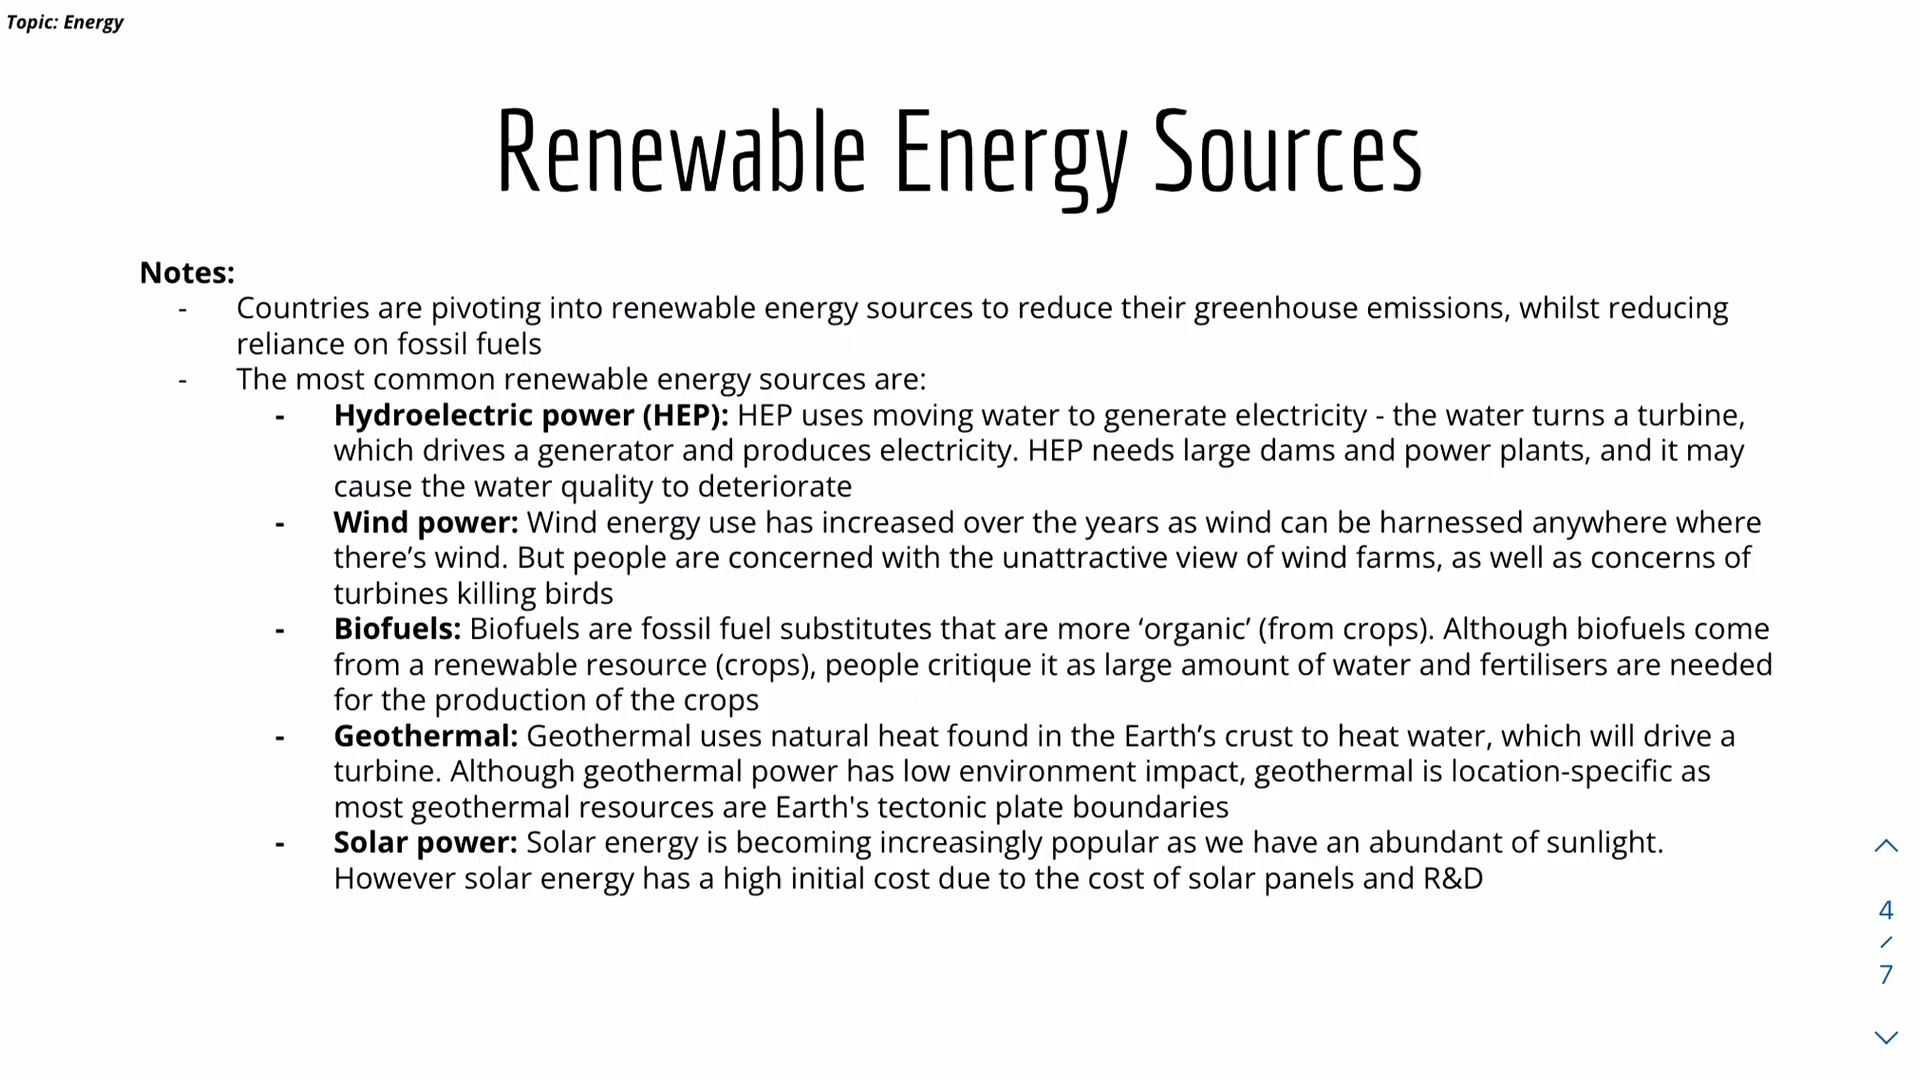 Topic: Energy
Renewable Energy Sources
Notes:
- Countries are pivoting into renewable energy sources to reduce their greenhouse emissions, whilst reducing
reliance on fossil fuels
- The most common renewable energy sources are:
- Hydroelectric power (HEP): HEP uses moving water to generate electricity - the water turns a turbine,
which drives a generator and produces electricity. HEP needs large dams and power plants, and it may
cause the water quality to deteriorate
- Wind power: Wind energy use has increased over the years as wind can be harnessed anywhere where
there’s wind. But people are concerned with the unattractive view of wind farms, as well as concerns of
turbines killing birds
- Biofuels: Biofuels are fossil fuel substitutes that are more ‘organic’ (from crops). Although biofuels come
from a renewable resource (crops), people critique it as large amount of water and fertilisers are needed
for the production of the crops
- Geothermal: Geothermal uses natural heat found in the Earth’s crust to heat water, which will drive a
turbine. Although geothermal power has low environment impact, geothermal is location-specific as
most geothermal resources are Earth's tectonic plate boundaries
- Solar power: Solar energy is becoming increasingly popular as we have an abundant of sunlight.
However solar energy has a high initial cost due to the cost of solar panels and R&D
4
/
7